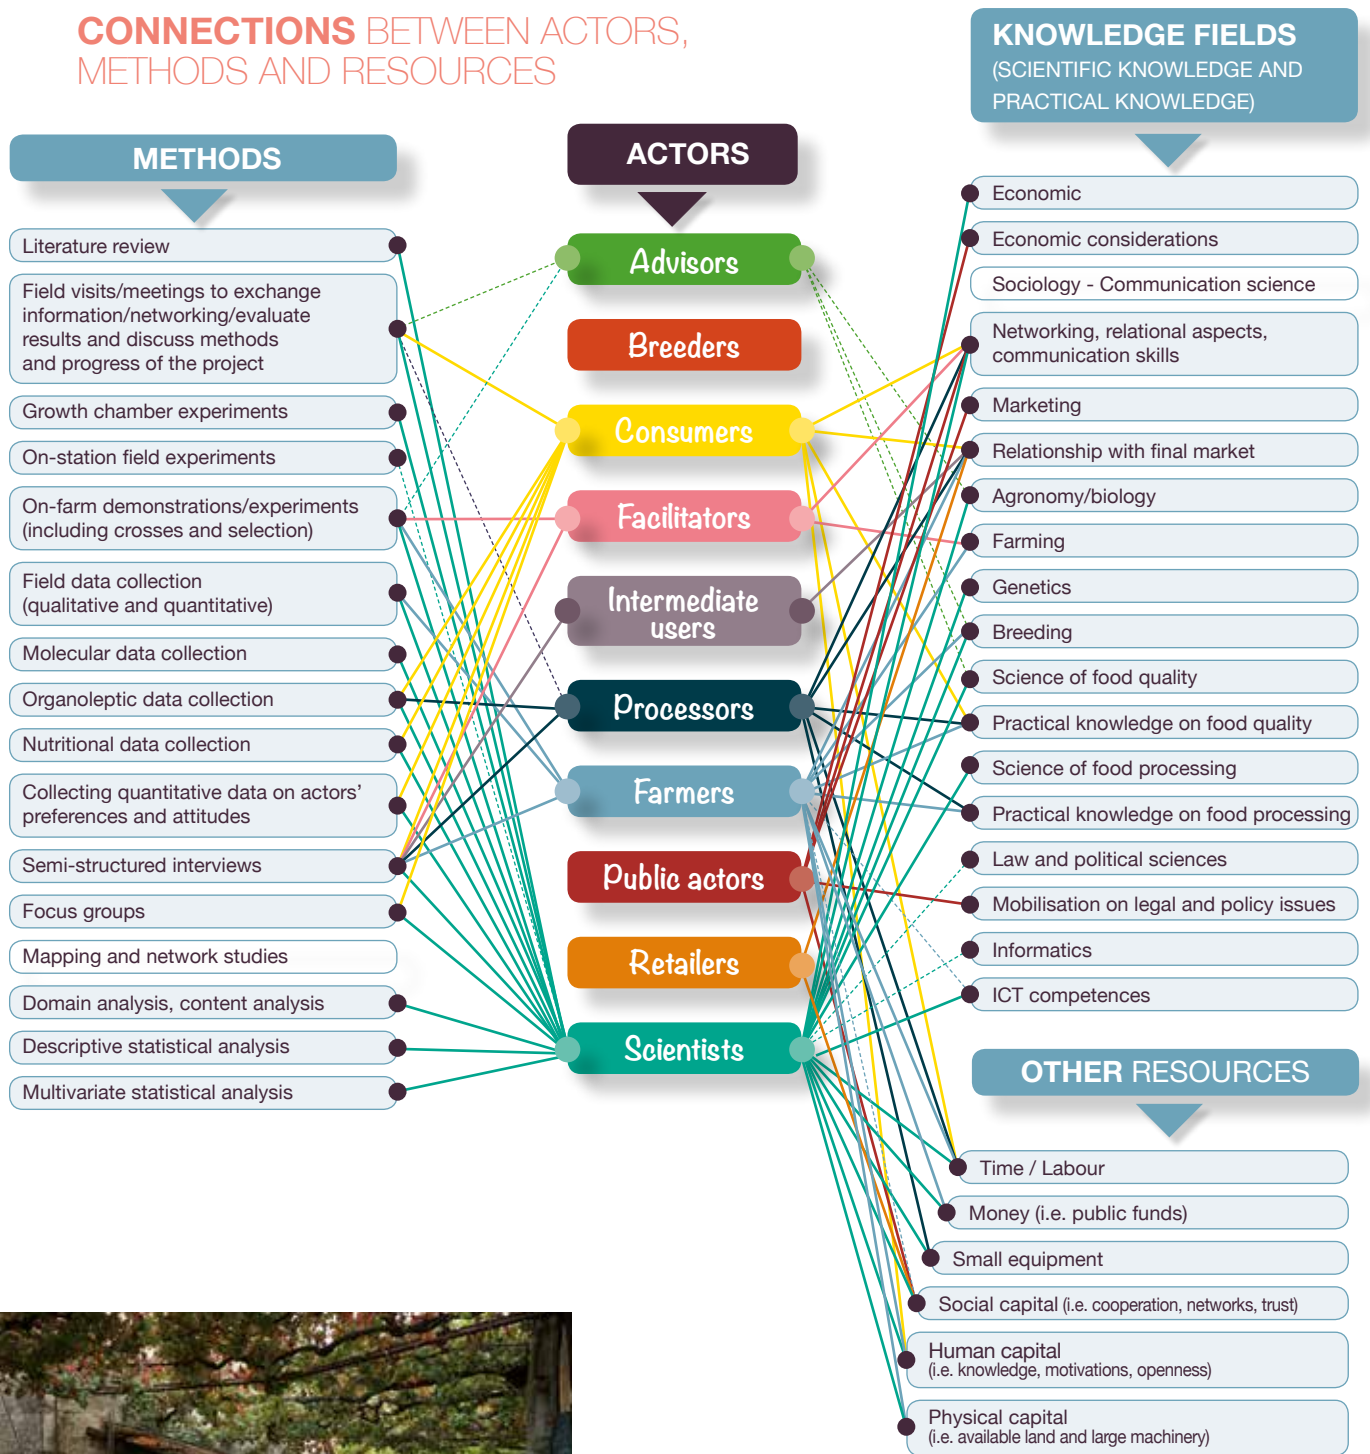 CONNECTIONS BETWEEN ACTORS,
METHODS AND RESOURCES
METHODS
Literature review
Field visits/meetings to exchange
information/networking/evaluate
results and discuss methods
and progress of the project
Growth chamber experiments
On-station field experiments
On-farm demonstrations/experiments
(including crosses and selection)
Field data collection
(qualitative and quantitative)
Molecular data collection
Organoleptic data collection
Nutritional data collection
Collecting quantitative data on actors’
preferences and attitudes
Semi-structured interviews
Focus groups
Mapping and network studies
Domain analysis, content analysis
Descriptive statistical analysis
Multivariate statistical analysis
ACTORS
Advisors
Breeders
Consumers
Facilitators
Intermediate
users
Processors
Farmers
Public actors
Retailers
Scientists
KNOWLEDGE FIELDS
(SCIENTIFIC KNOWLEDGE AND
PRACTICAL KNOWLEDGE)
Economic
Economic considerations
Sociology - Communication science
Networking, relational aspects,
communication skills
Marketing
Relationship with final market
Agronomy/biology
Farming
Genetics
Breeding
Science of food quality
Practical knowledge on food quality
Science of food processing
Practical knowledge on food processing
Law and political sciences
Mobilisation on legal and policy issues
Informatics
ICT competences
OTHER RESOURCES
Time / Labour
Money (i.e. public funds)
Small equipment
Social capital (i.e. cooperation, networks, trust)
Human capital
(i.e. knowledge, motivations, openness)
Physical capital
(i.e. available land and large machinery)